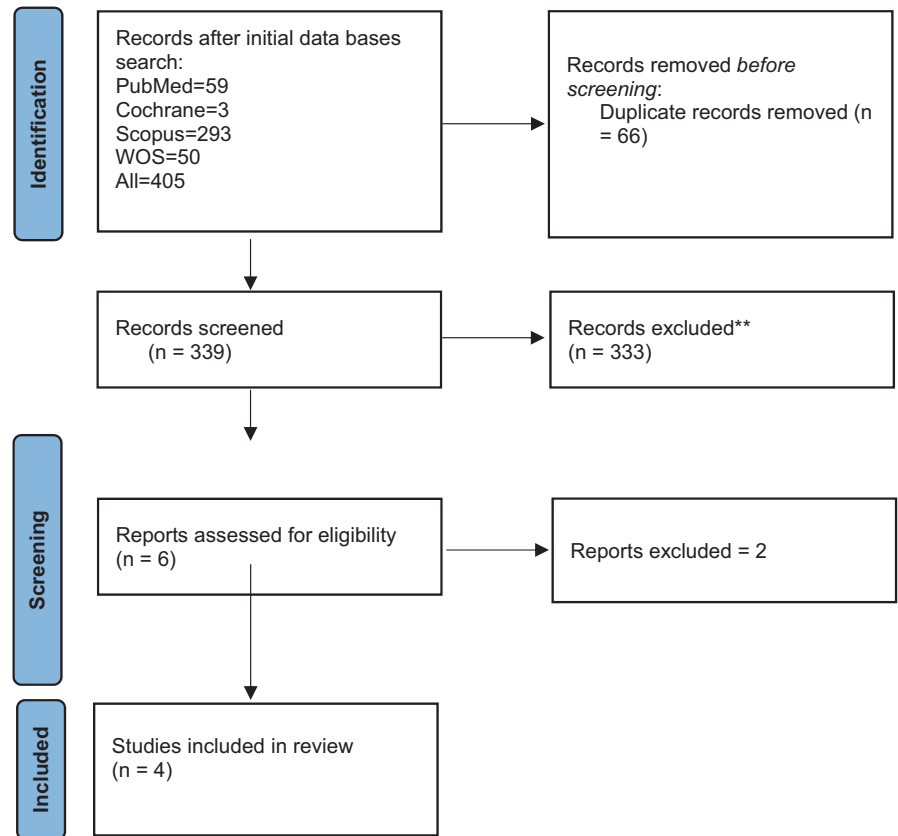 Identification
Records after initial data bases
search:
PubMed=59
Cochrane=3
Scopus=293
WOS=50
All=405
Records removed before
screening:
Duplicate records removed (n
= 66)
Records screened
(n = 339)
Records excluded**
(n = 333)
Screening
Reports assessed for eligibility
(n = 6)
Reports excluded = 2
Included
Studies included in review
(n = 4)